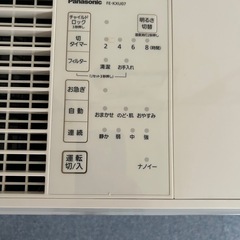 Panasonic FE-KXU07
チャイルドロック
明るさ切替
切タイマー 2 4 6 8 (時間)
フィルター 清潔 お手入れ
お急ぎ
自動 おまかせ のど・肌 おやすみ
連続 静か 弱 中 強
運転切/入
ナノイー